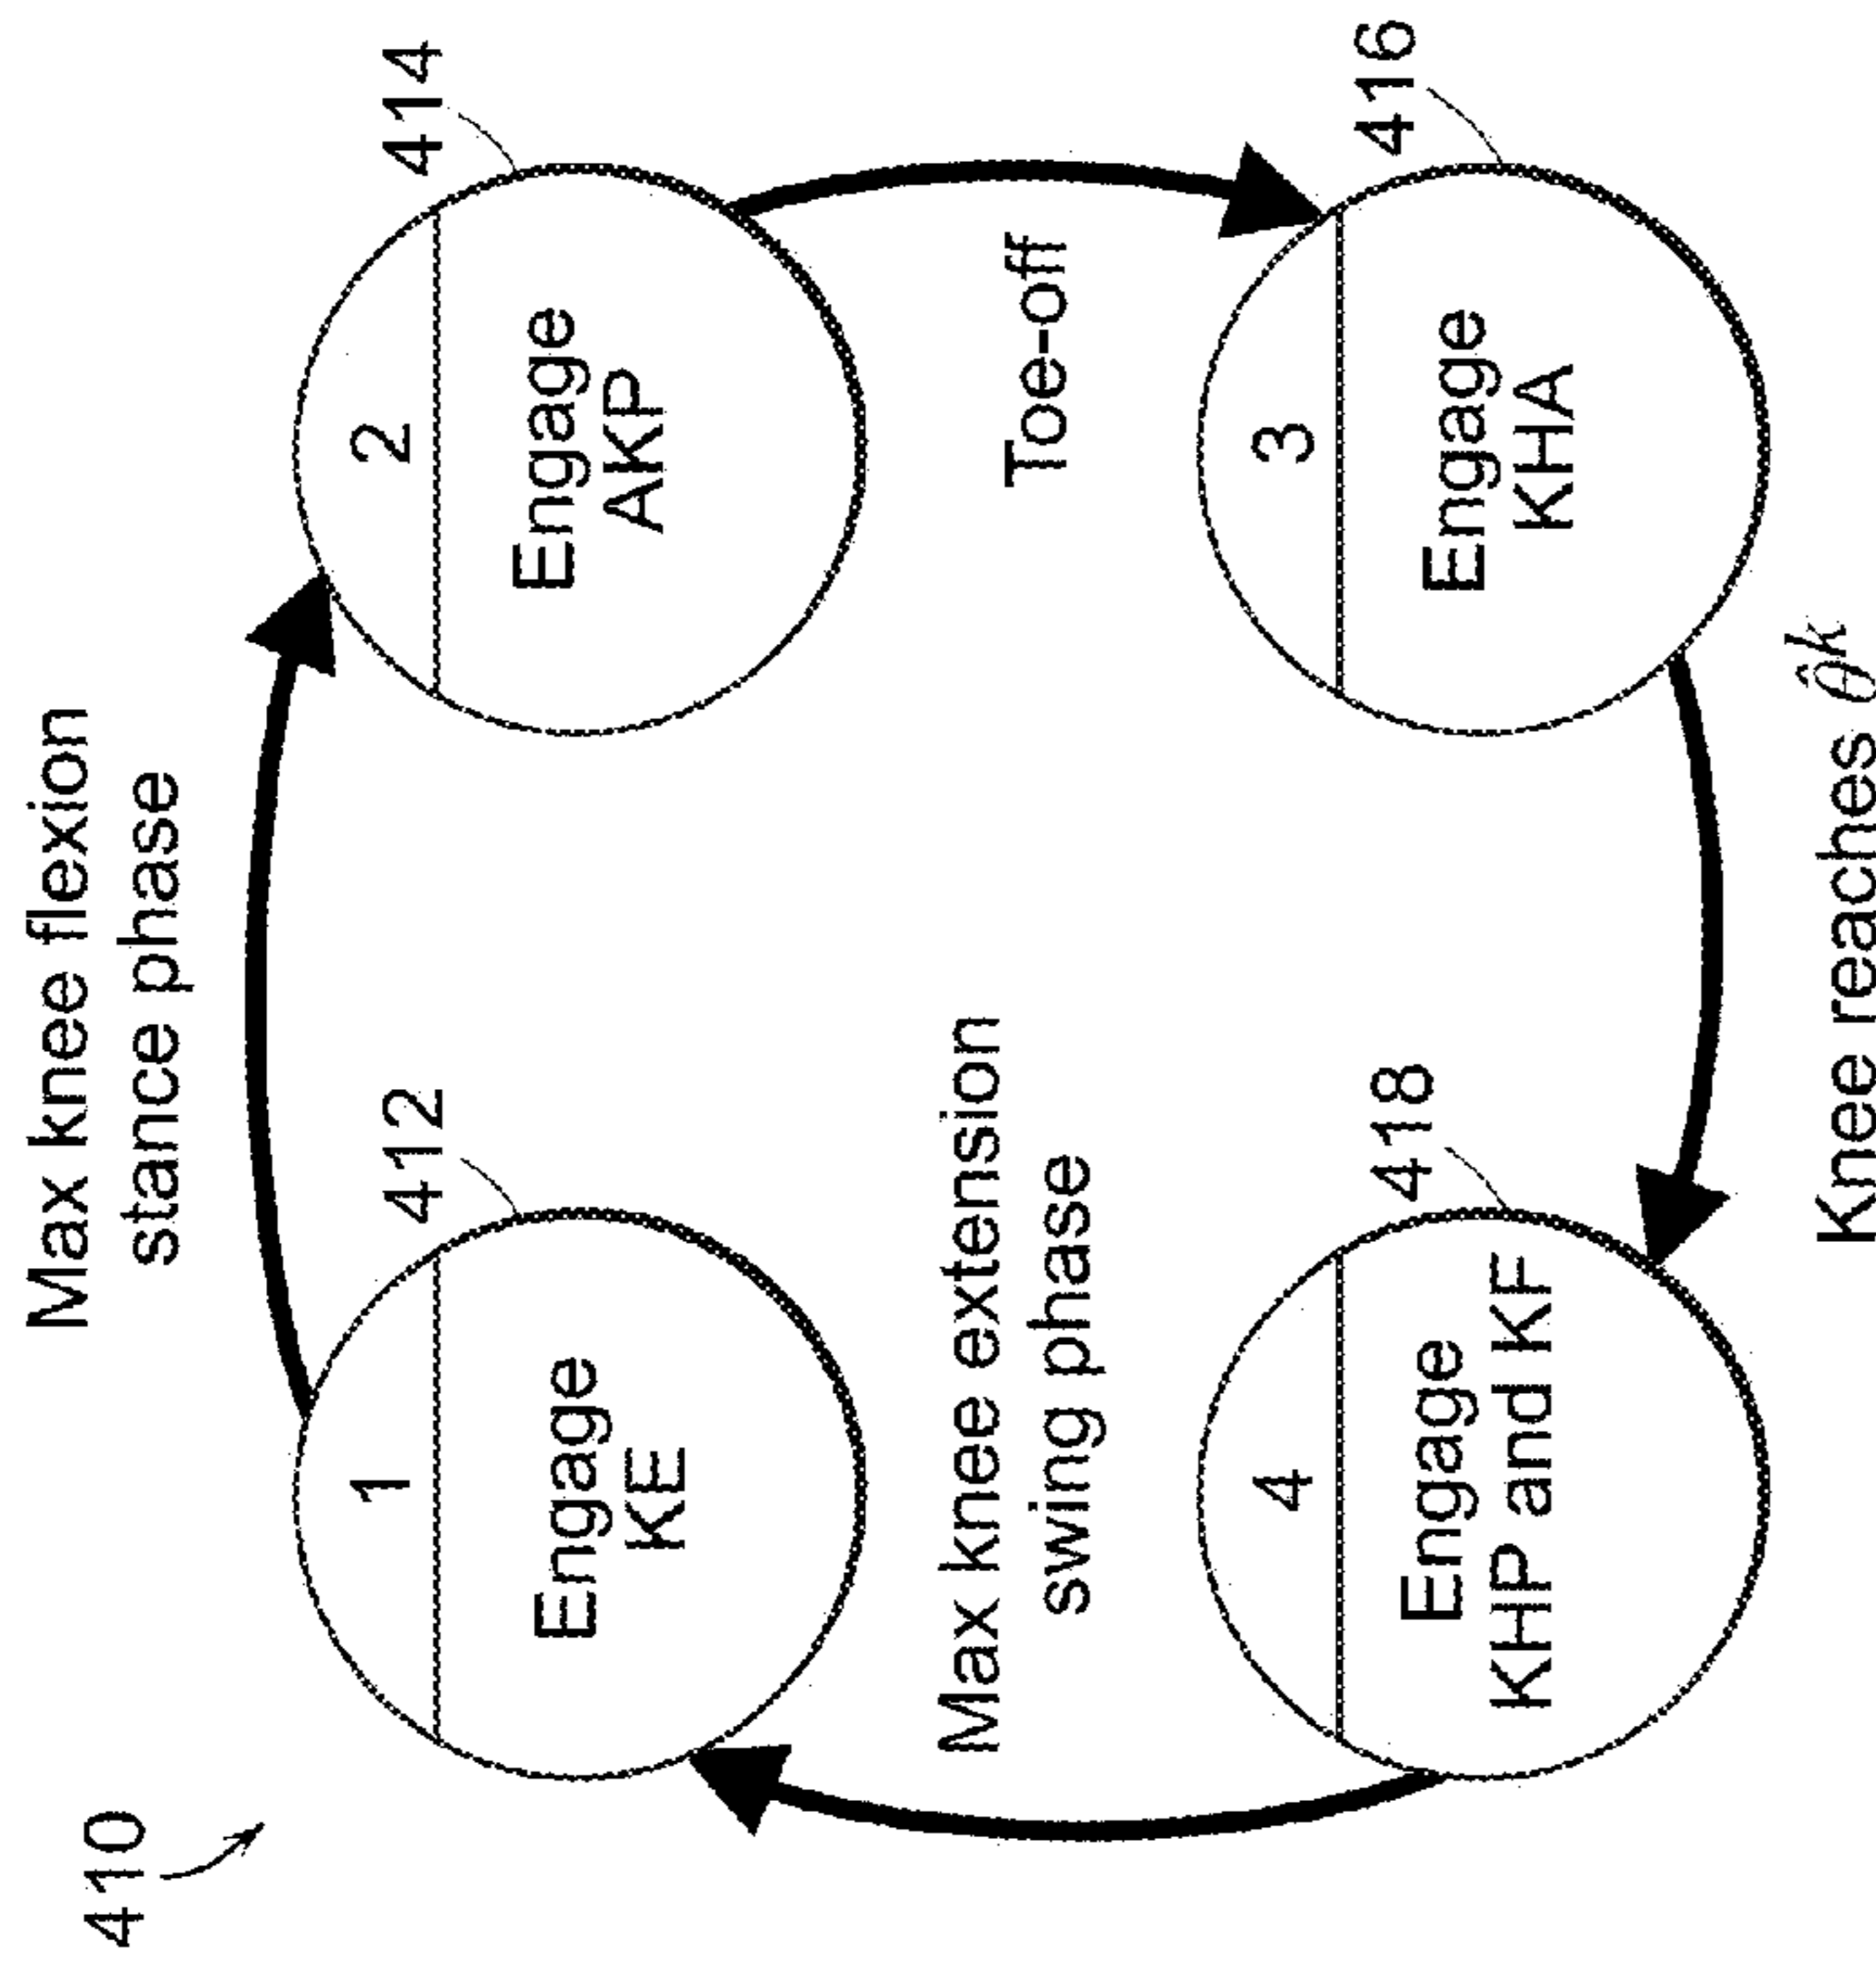 410
Max knee flexion
stance phase
412
1
Engage
KE
414
2
Engage
AKP
Max knee extension
swing phase
Toe-off
418
4
Engage
KHP and KF
416
3
Engage
KHA
Knee reaches θ̂k